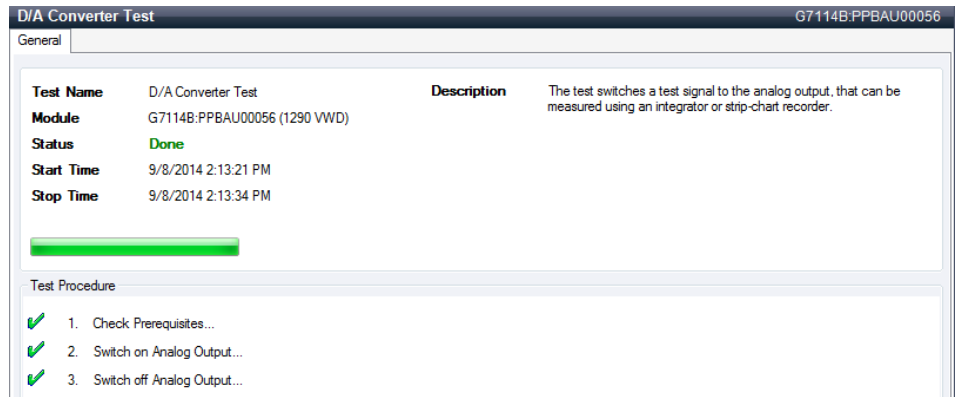 D/A Converter Test G7114B:PPBAU00056
General
Test Name D/A Converter Test Description The test switches a test signal to the analog output, that can be
measured using an integrator or strip-chart recorder.
Module G7114B:PPBAU00056 (1290 VWD)
Status Done
Start Time 9/8/2014 2:13:21 PM
Stop Time 9/8/2014 2:13:34 PM
Test Procedure
1. Check Prerequisites...
2. Switch on Analog Output...
3. Switch off Analog Output...